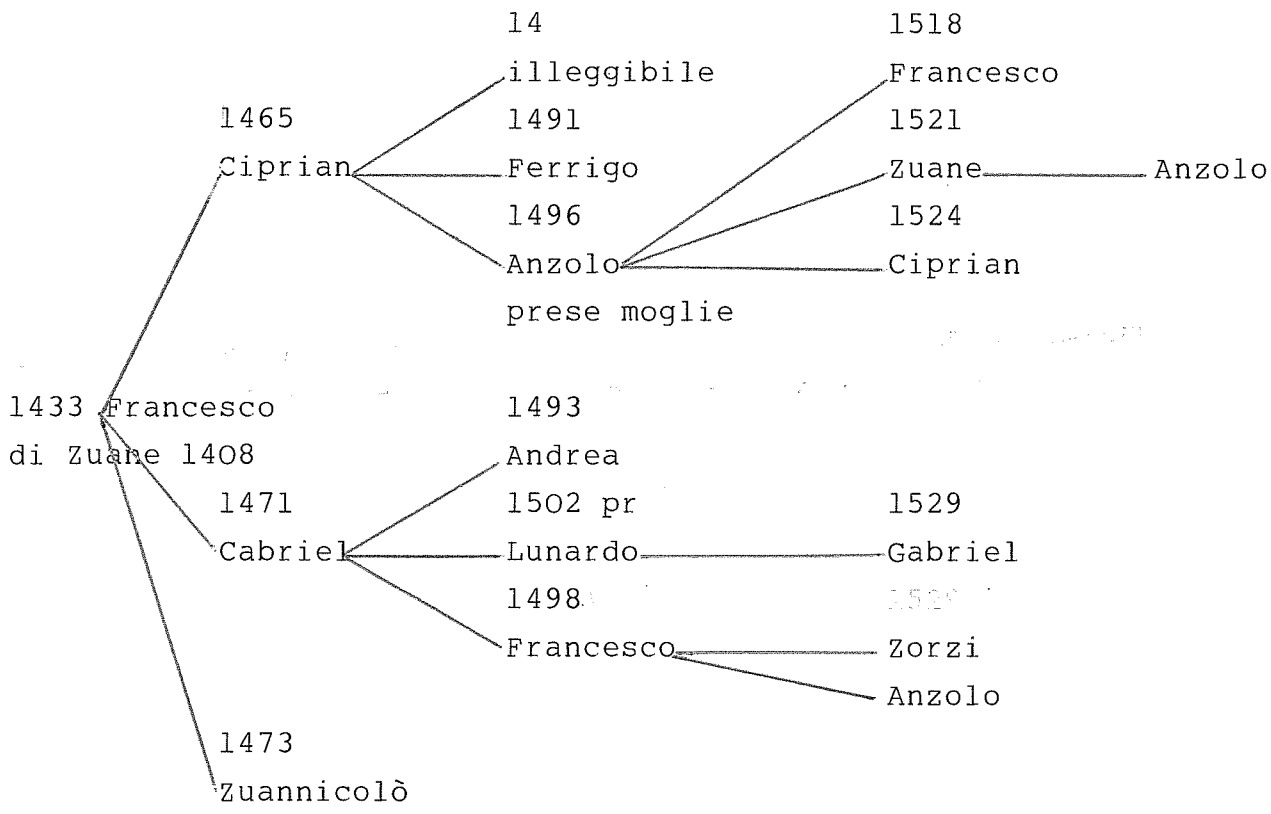 14 1518
illeggibile Francesco
1465 1491 1521
Ciprian Ferrigo Zuane Anzolo
1496 1524
Anzolo Ciprian
prese moglie
1433 Francesco 1493
di Zuane 1408 Andrea
1471 1502 pr 1529
Cabriel Lunardo Gabriel
1498
Francesco Zorzi
Anzolo
1473
Zuannicolò